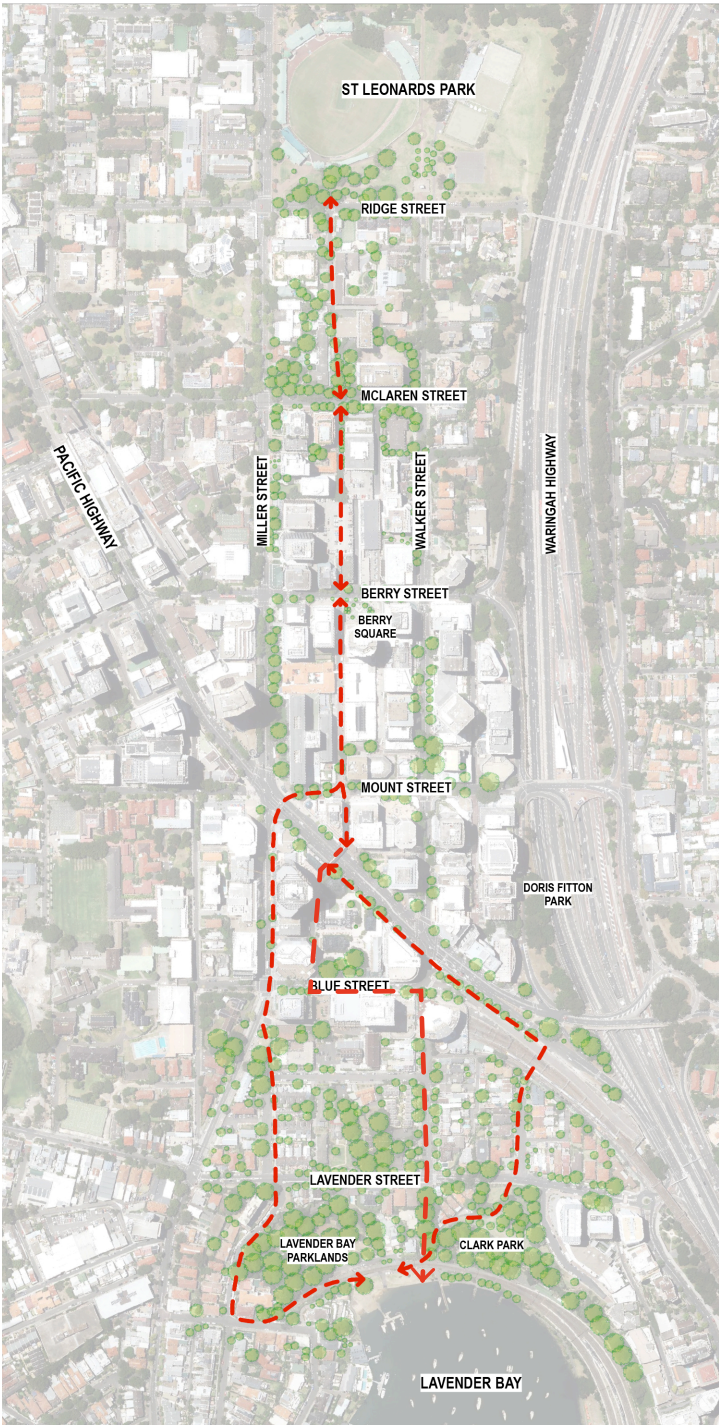 ST LEONARDS PARK
RIDGE STREET
MCLAREN STREET
PACIFIC HIGHWAY
MILLER STREET
WALKER STREET
WARINGAH HIGHWAY
BERRY STREET
BERRY
SQUARE
MOUNT STREET
DORIS FITTON
PARK
BLUE STREET
LAVENDER STREET
LAVENDER BAY
PARKLANDS
CLARK PARK
LAVENDER BAY